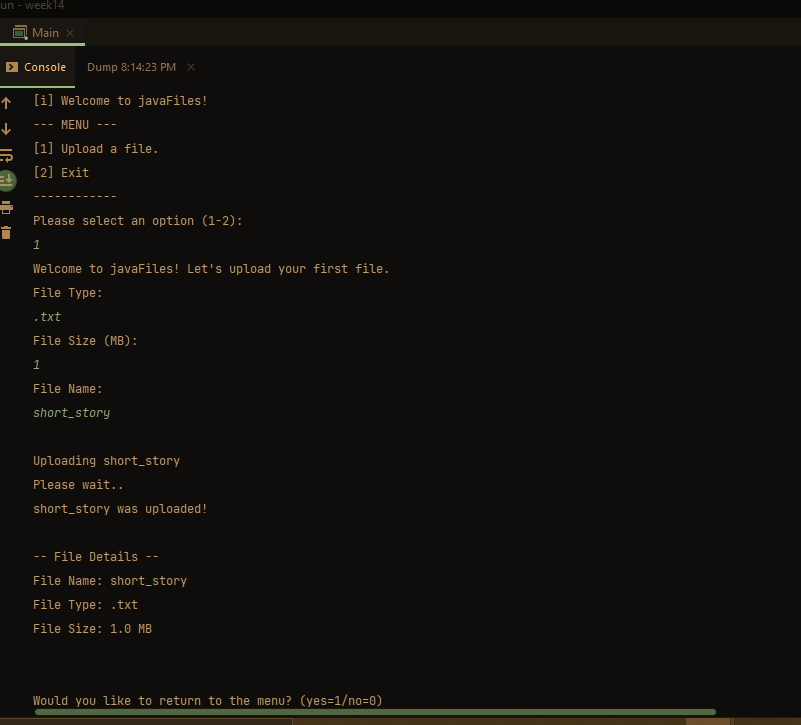 un - week14
Main
Console Dump 8:14:23 PM
[i] Welcome to javaFiles!
--- MENU ---
[1] Upload a file.
[2] Exit
------------
Please select an option (1-2):
1
Welcome to javaFiles! Let's upload your first file.
File Type:
.txt
File Size (MB):
1
File Name:
short_story
Uploading short_story
Please wait..
short_story was uploaded!
-- File Details --
File Name: short_story
File Type: .txt
File Size: 1.0 MB
Would you like to return to the menu? (yes=1/no=0)